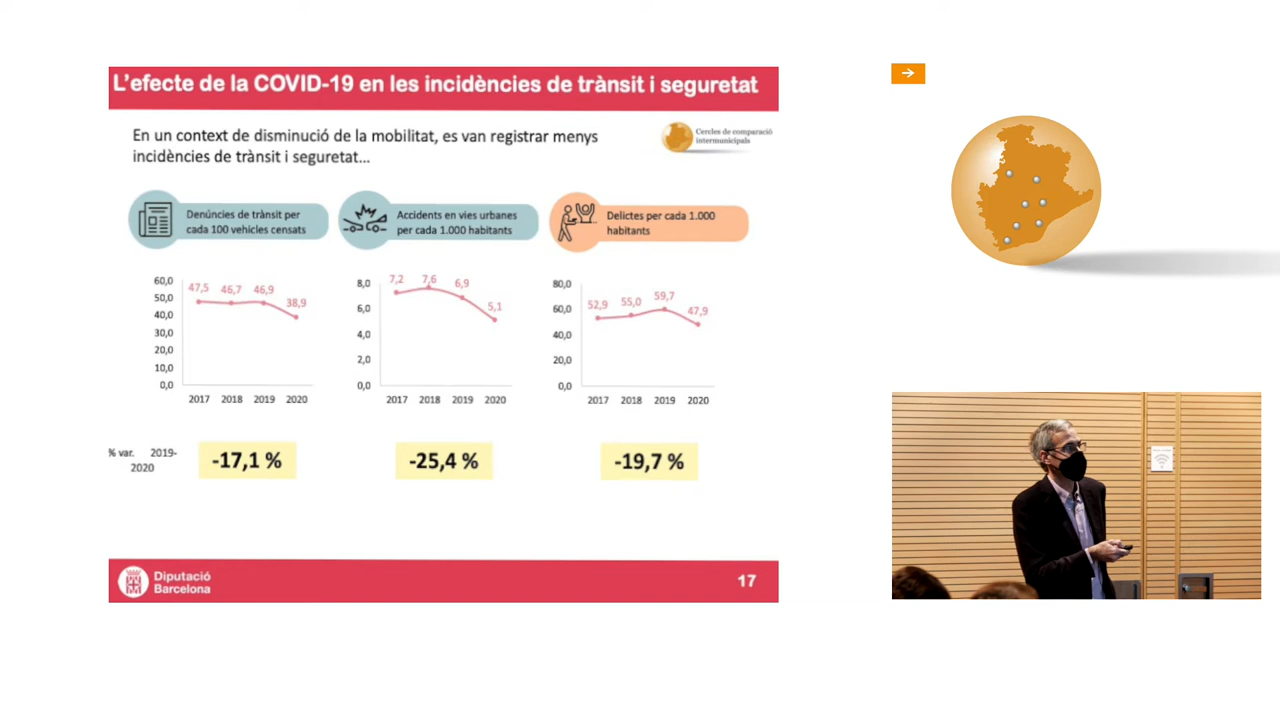 L'efecte de la COVID-19 en les incidències de trànsit i seguretat
En un context de disminució de la mobilitat, es van registrar menys
incidències de trànsit i seguretat...
Cercles de comparació
intermunicipals
Denúncies de trànsit per
cada 100 vehicles censats
Accidents en vies urbanes
per cada 1.000 habitants
Delictes per cada 1.000
habitants
60,0
50,0
40,0
30,0
20,0
10,0
0,0
47,5 46,7 46,9 38,9
2017 2018 2019 2020
8,0
6,0
4,0
2,0
0,0
7,2 7,6 6,9 5,1
2017 2018 2019 2020
80,0
60,0
40,0
20,0
0,0
52,9 55,0 59,7 47,9
2017 2018 2019 2020
% var. 2019-
2020
-17,1 %
-25,4 %
-19,7 %
Diputació
Barcelona
17